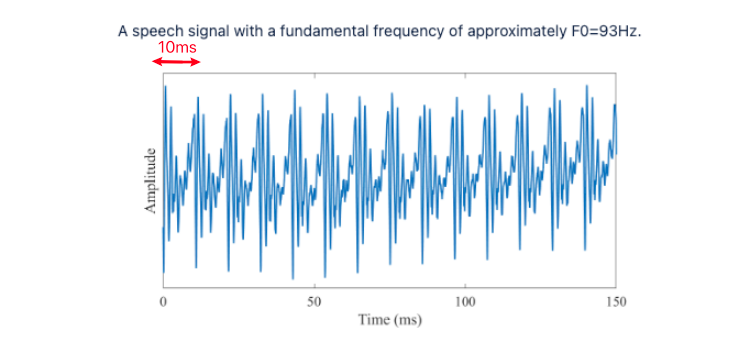 A speech signal with a fundamental frequency of approximately F0=93Hz.
10ms
Amplitude
0 50 100 150
Time (ms)